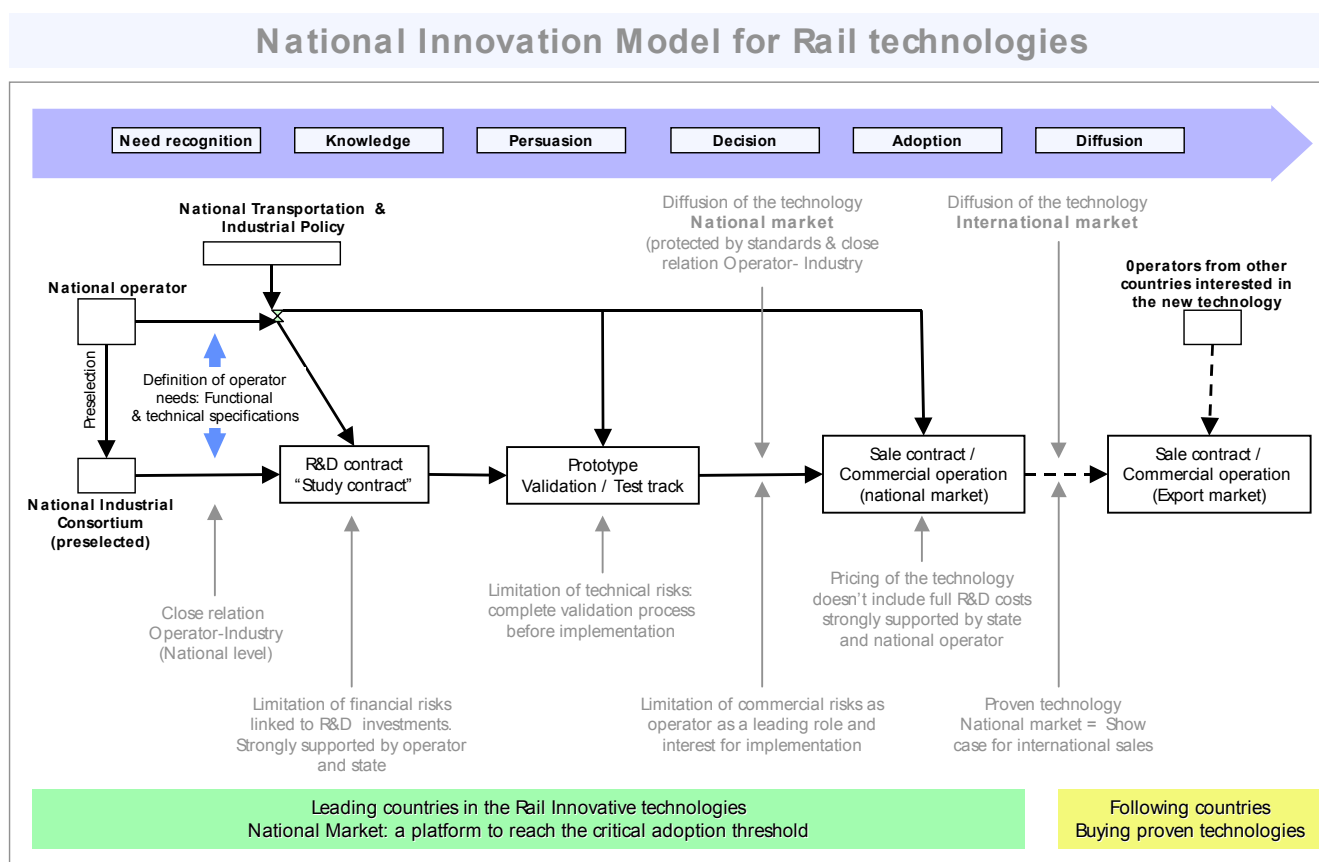 National Innovation Model for Rail technologies
Need recognition
Knowledge
Persuasion
Decision
Adoption
Diffusion
National Transportation &
Industrial Policy
Diffusion of the technology
National market
(protected by standards & close
relation Operator- Industry
Diffusion of the technology
International market
0perators from other
countries interested in
the new technology
National operator
Preselection
Definition of operator
needs: Functional
& technical specifications
R&D contract
“Study contract”
Prototype
Validation / Test track
Sale contract /
Commercial operation
(national market)
Sale contract /
Commercial operation
(Export market)
National Industrial
Consortium
(preselected)
Close relation
Operator-Industry
(National level)
Limitation of technical risks:
complete validation process
before implementation
Pricing of the technology
doesn’t include full R&D costs
strongly supported by state
and national operator
Limitation of financial risks
linked to R&D investments.
Strongly supported by operator
and state
Limitation of commercial risks as
operator as a leading role and
interest for implementation
Proven technology
National market = Show
case for international sales
Leading countries in the Rail Innovative technologies
National Market: a platform to reach the critical adoption threshold
Following countries
Buying proven technologies